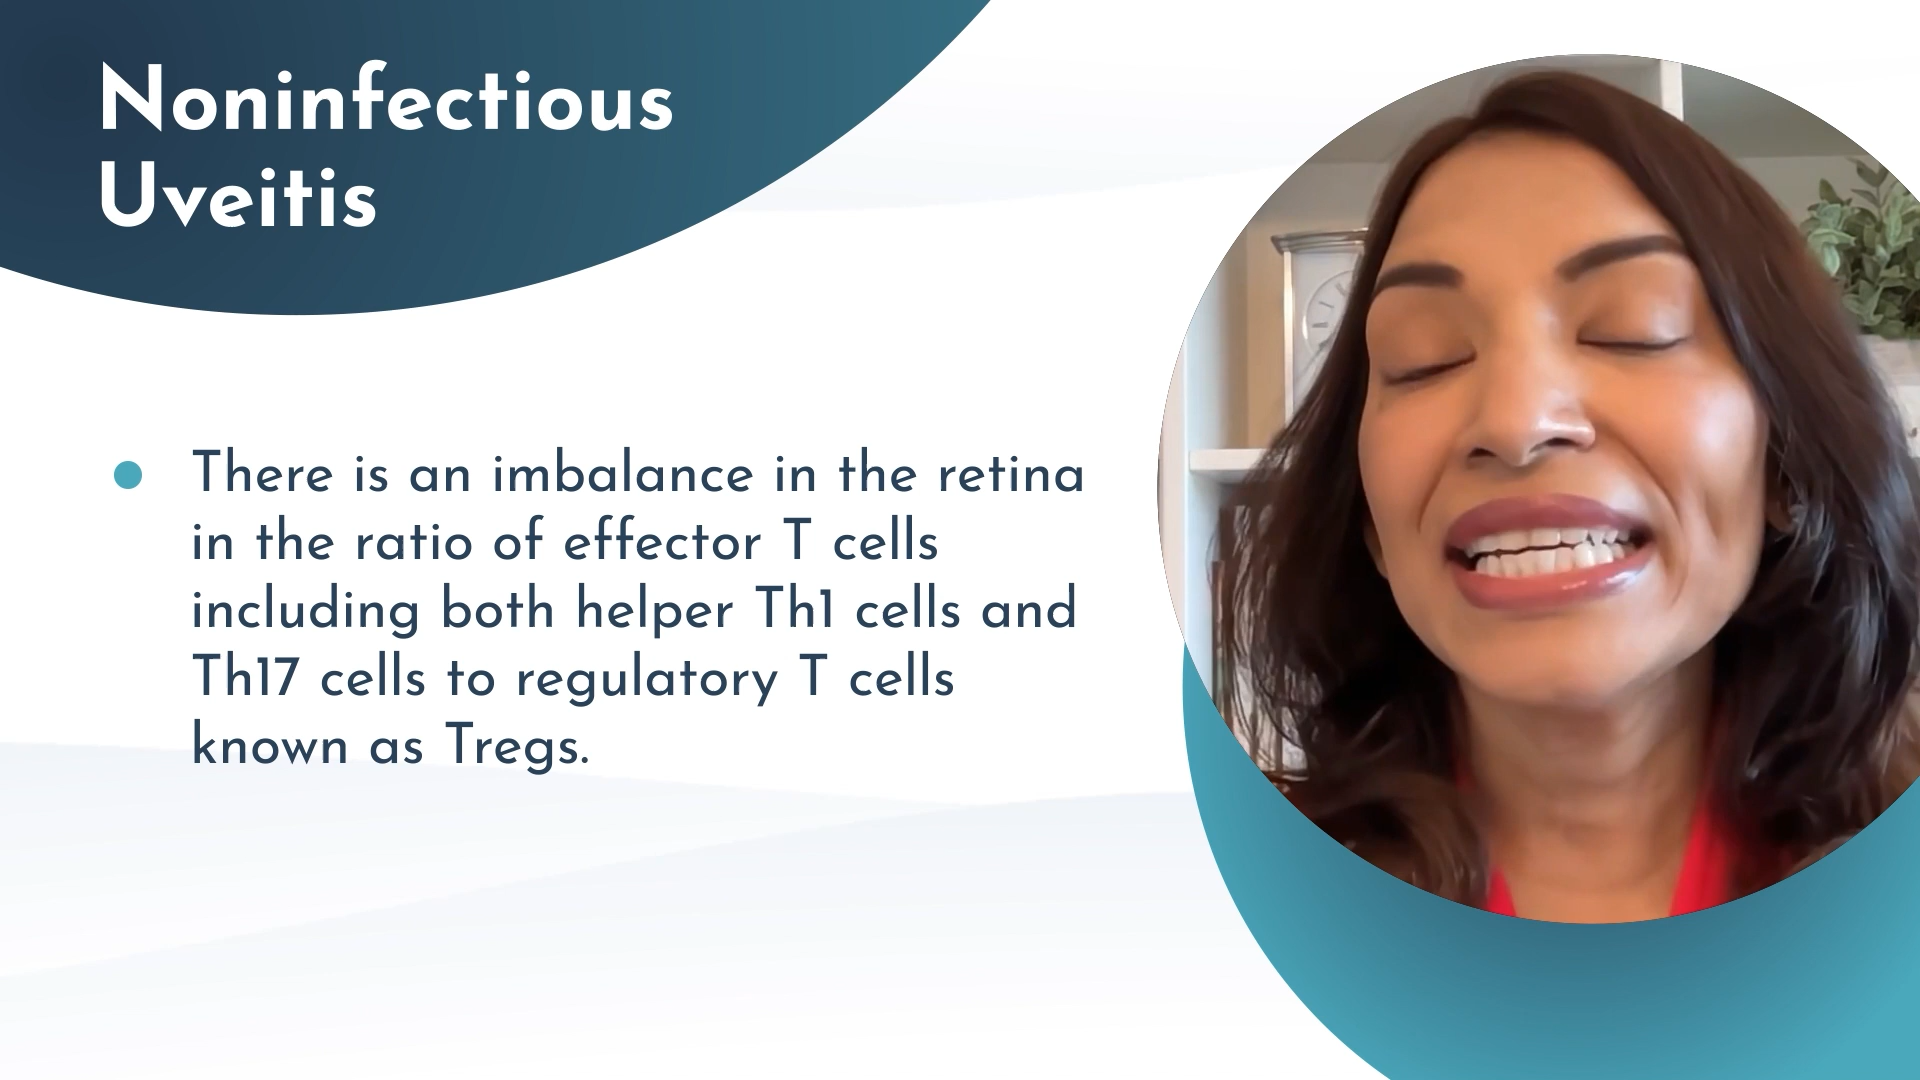 Noninfectious
Uveitis
There is an imbalance in the retina
in the ratio of effector T cells
including both helper Th1 cells and
Th17 cells to regulatory T cells
known as Tregs.